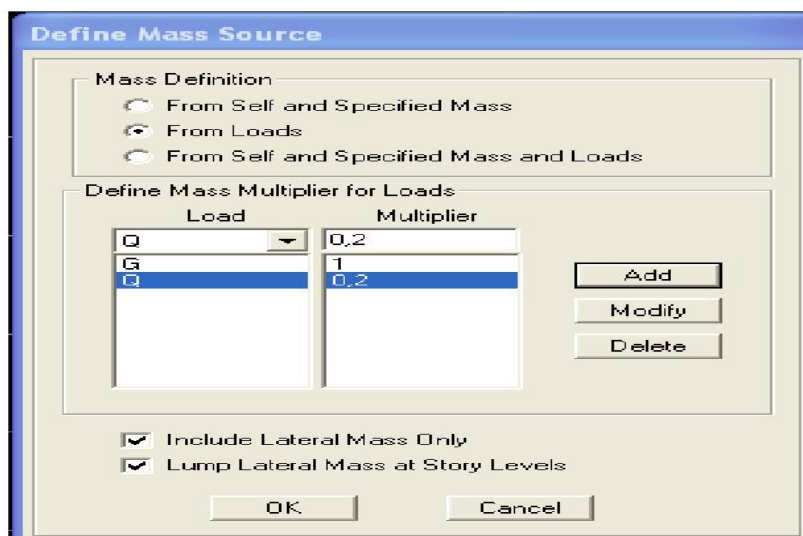 Define Mass Source
Mass Definition
From Self and Specified Mass
From Loads
From Self and Specified Mass and Loads
Define Mass Multiplier for Loads
Load Multiplier
Q 0,2
G 1
Q 0,2
Add
Modify
Delete
Include Lateral Mass Only
Lump Lateral Mass at Story Levels
OK Cancel